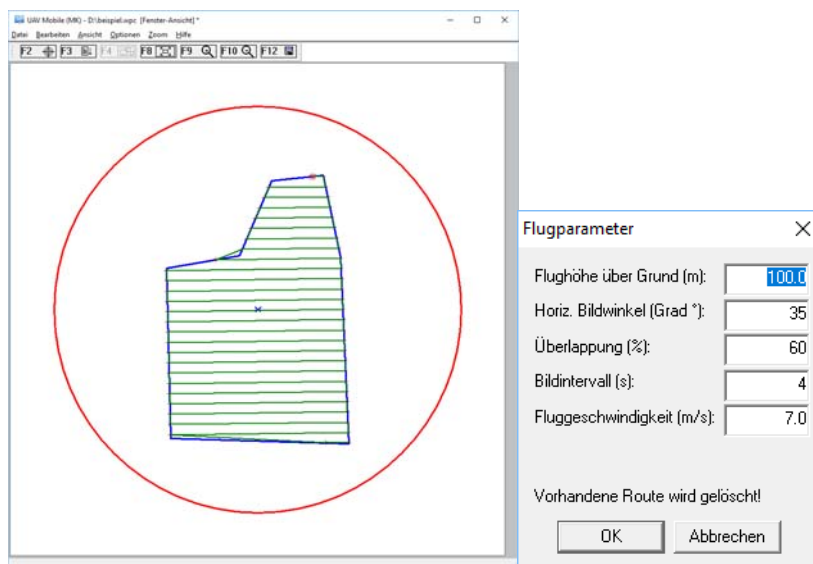 UAV Mobile (MK) - D:\beispiel.wpc [Fenster-Ansicht] *
Datei Bearbeiten Ansicht Optionen Zoom Hilfe
F2 F3 F4 F8 F9 F10 F12
Flugparameter
Flughöhe über Grund (m): 100.0
Horiz. Bildwinkel (Grad °): 35
Überlappung (%): 60
Bildintervall (s): 4
Fluggeschwindigkeit (m/s): 7.0
Vorhandene Route wird gelöscht!
OK Abbrechen